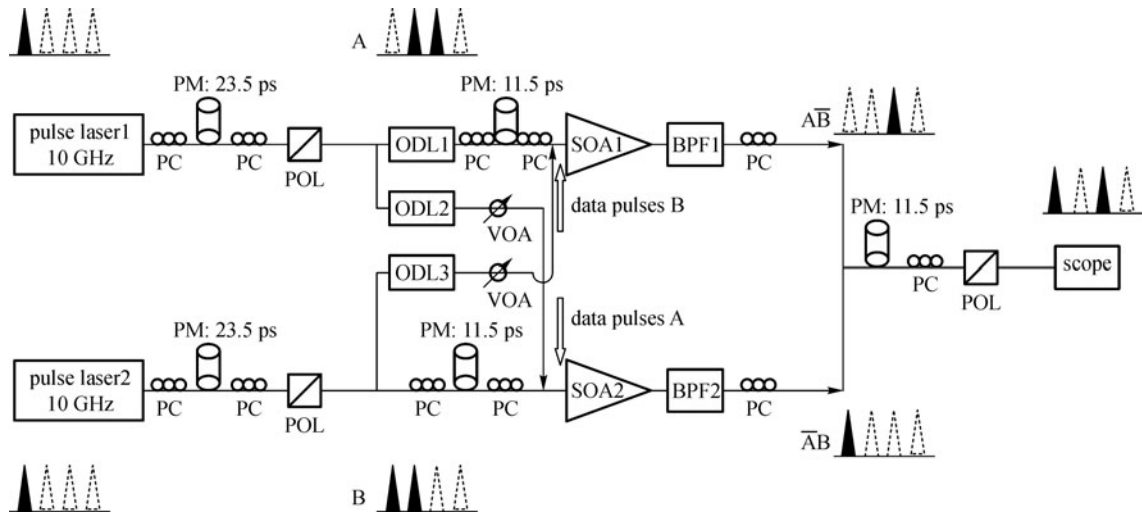 A
PM: 23.5 ps
PM: 11.5 ps
AB̅
pulse laser1
10 GHz
PC
PC
POL
ODL1
PC
PC
SOA1
BPF1
PC
ODL2
VOA
data pulses B
PM: 11.5 ps
ODL3
VOA
scope
PC
POL
PM: 23.5 ps
PM: 11.5 ps
data pulses A
pulse laser2
10 GHz
PC
PC
POL
PC
PC
SOA2
BPF2
PC
A̅B
B